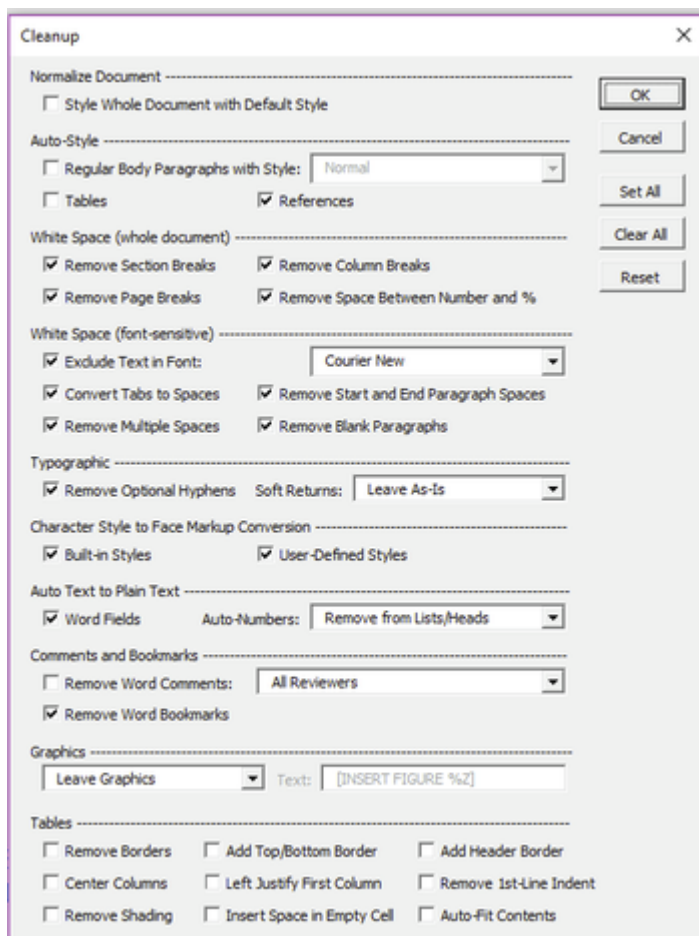 Cleanup
Normalize Document
Style Whole Document with Default Style
OK
Auto-Style
Cancel
Regular Body Paragraphs with Style: Normal
Tables References
Set All
White Space (whole document)
Clear All
Remove Section Breaks Remove Column Breaks
Reset
Remove Page Breaks Remove Space Between Number and %
White Space (font-sensitive)
Exclude Text in Font: Courier New
Convert Tabs to Spaces Remove Start and End Paragraph Spaces
Remove Multiple Spaces Remove Blank Paragraphs
Typographic
Remove Optional Hyphens Soft Returns: Leave As-Is
Character Style to Face Markup Conversion
Built-in Styles User-Defined Styles
Auto Text to Plain Text
Word Fields Auto-Numbers: Remove from Lists/Heads
Comments and Bookmarks
Remove Word Comments: All Reviewers
Remove Word Bookmarks
Graphics
Leave Graphics Text: [INSERT FIGURE %Z]
Tables
Remove Borders Add Top/Bottom Border Add Header Border
Center Columns Left Justify First Column Remove 1st-Line Indent
Remove Shading Insert Space in Empty Cell Auto-Fit Contents